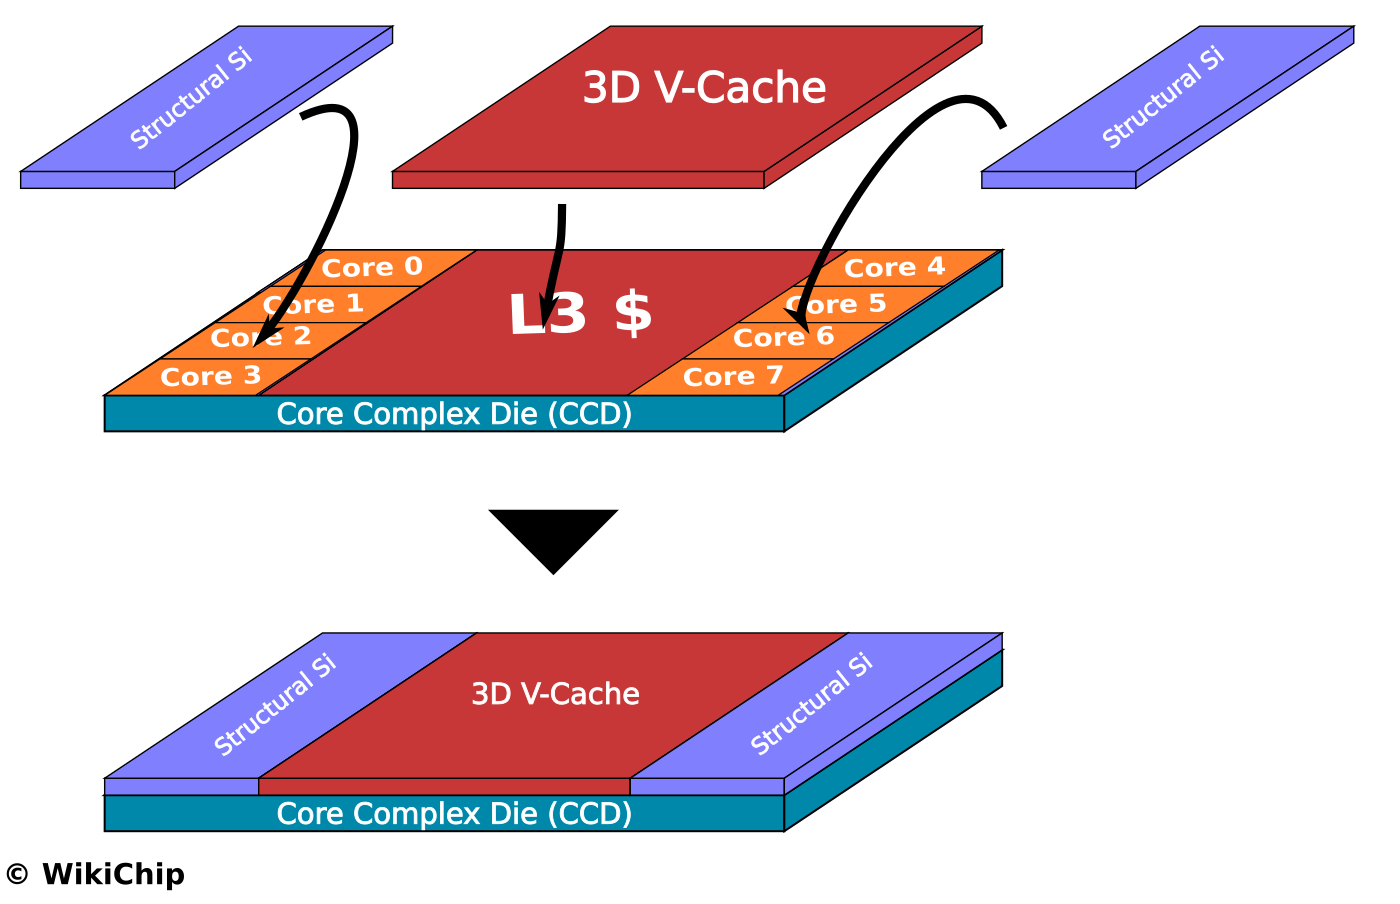 Structural Si
3D V-Cache
Structural Si
Core 0
Core 1
Core 2
Core 3
L3 $
Core 4
Core 5
Core 6
Core 7
Core Complex Die (CCD)
Structural Si
3D V-Cache
Structural Si
Core Complex Die (CCD)
© WikiChip